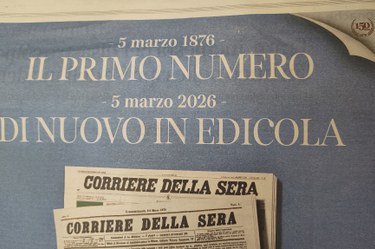 - 5 marzo 1876 -
IL PRIMO NUMERO
- 5 marzo 2026 -
DI NUOVO IN EDICOLA
CORRIERE DELLA SERA
CORRIERE DELLA SERA
150